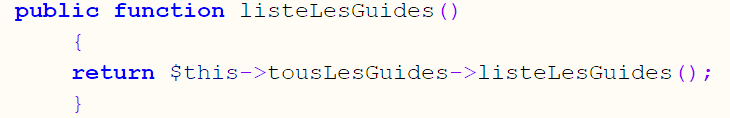 public function listeLesGuides()
{
return $this->tousLesGuides->listeLesGuides();
}